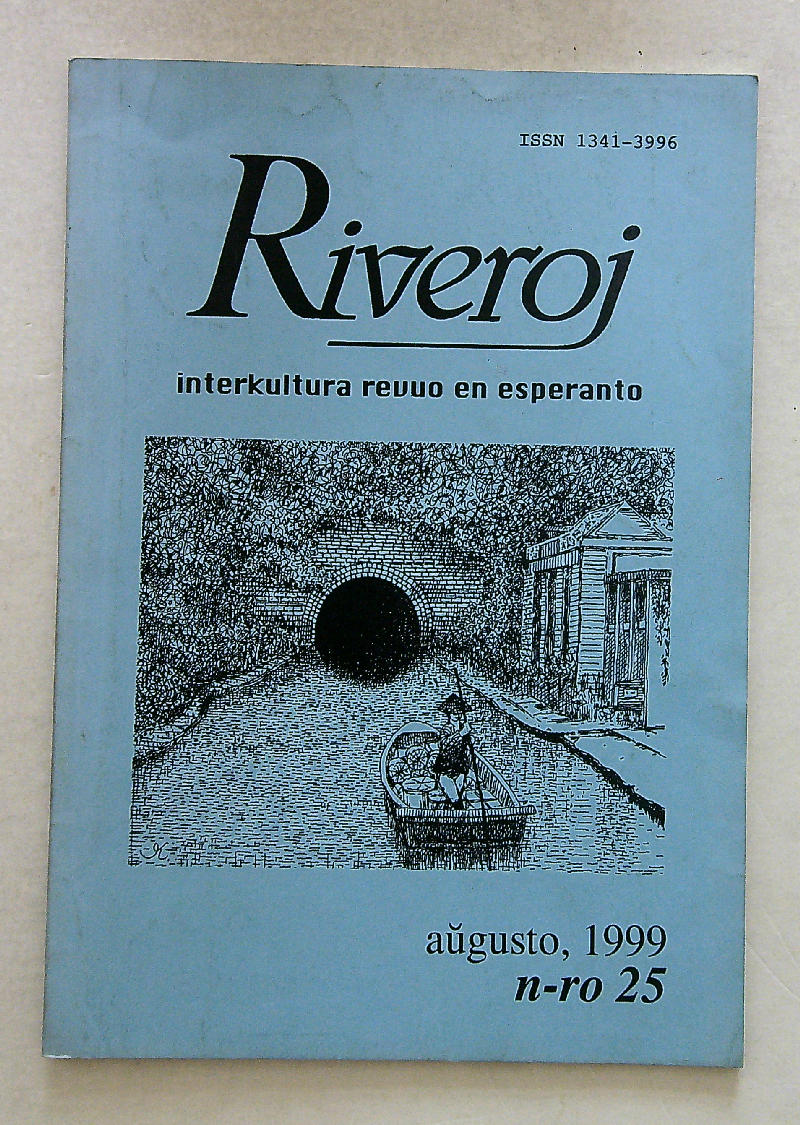 ISSN 1341-3996
Riveroj
interkultura revuo en esperanto
aŭgusto, 1999
n-ro 25